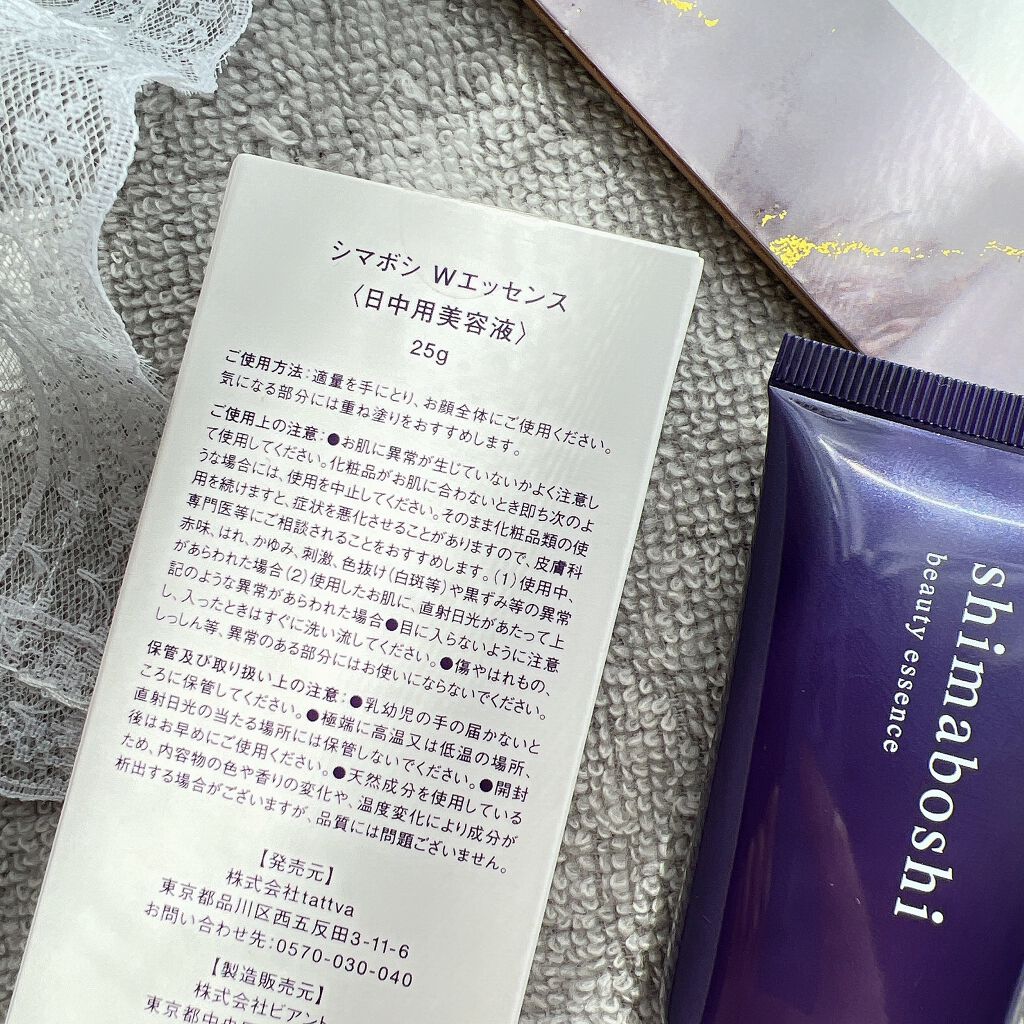 シマボシ Wエッセンス
〈日中用美容液〉
25g
ご使用方法：適量を手にとり、お顔全体にご使用ください。
気になる部分には重ね塗りをおすすめします。
ご使用上の注意：●お肌に異常が生じていないかよく注意し
て使用してください。化粧品がお肌に合わないとき即ち次のよ
うな場合には、使用を中止してください。そのまま化粧品類の使
用を続けますと、症状を悪化させることがありますので、皮膚科
専門医等にご相談されることをおすすめします。(1)使用中、
赤味、はれ、かゆみ、刺激、色抜け(白斑等)や黒ずみ等の異常
があらわれた場合(2)使用したお肌に、直射日光があたって上
記のような異常があらわれた場合●目に入らないように注意
し、入ったときはすぐに洗い流してください。●傷やはれもの、
しっしん等、異常のある部分にはお使いにならないでください。
保管及び取り扱い上の注意：●乳幼児の手の届かないと
ころに保管してください。●極端に高温又は低温の場所、
直射日光の当たる場所には保管しないでください。●開封
後はお早めにご使用ください。●天然成分を使用している
ため、内容物の色や香りの変化や、温度変化により成分が
析出する場合がございますが、品質には問題ございません。
【発売元】
株式会社tattva
東京都品川区西五反田3-11-6
お問い合わせ先：0570-030-040
【製造販売元】
株式会社ビアント
東京都中央
shimaboshi
beauty essence